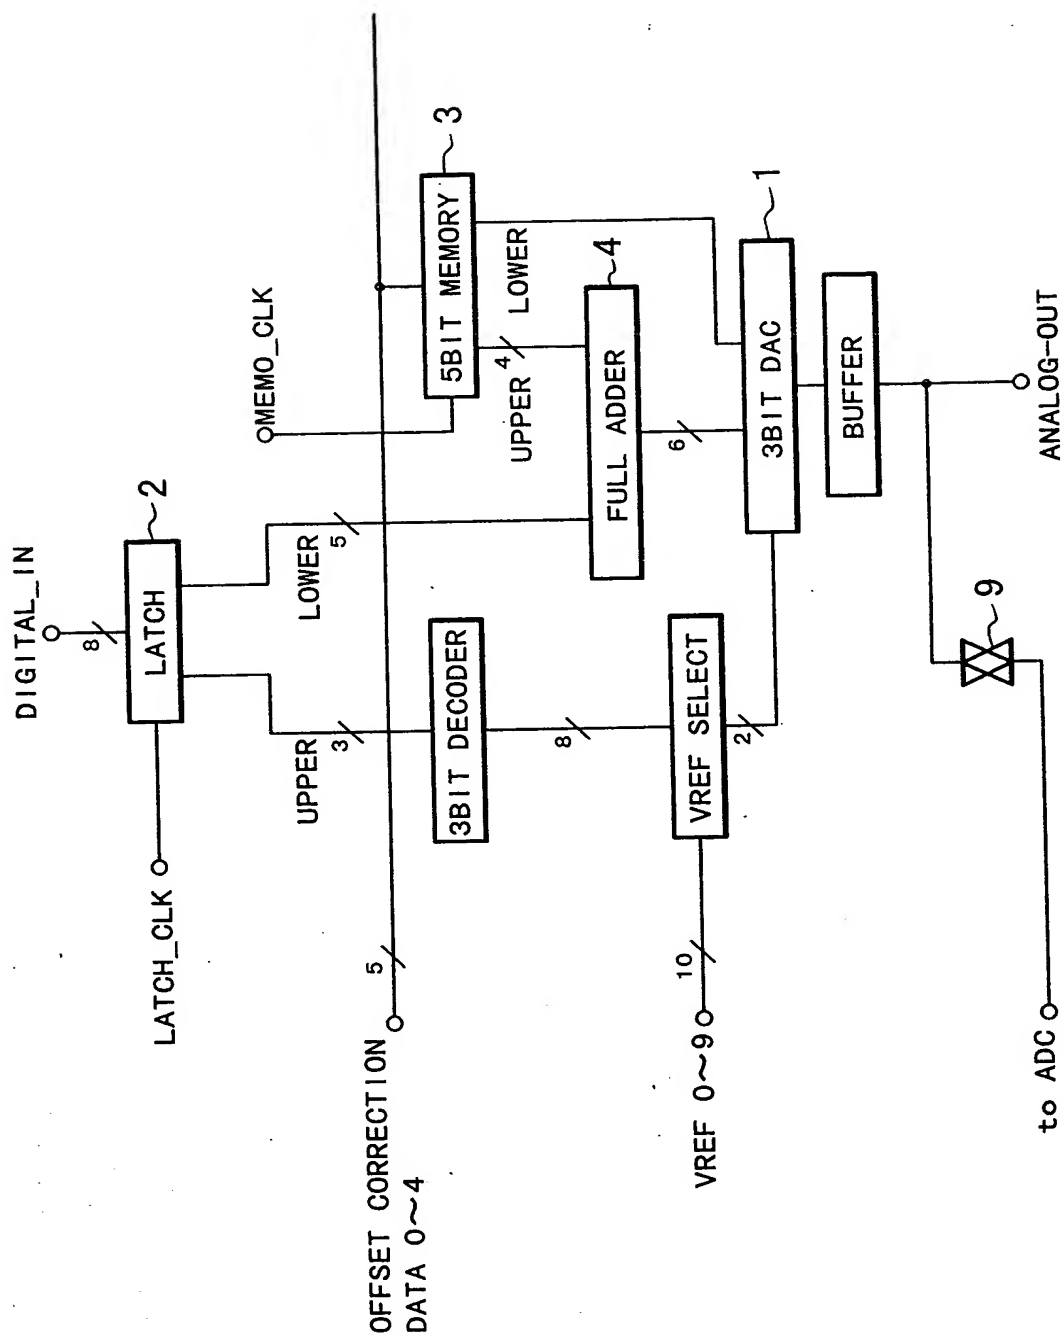 DIGITAL_IN
8
LATCH_CLK
LATCH
2
UPPER
3
LOWER
5
MEMO_CLK
OFFSET CORRECTION
DATA 0~4
5
3BIT DECODER
5BIT MEMORY
3
8
UPPER
4
LOWER
FULL ADDER
4
VREF 0~9
10
VREF SELECT
2
6
3BIT DAC
1
BUFFER
9
to ADC
ANALOG-OUT